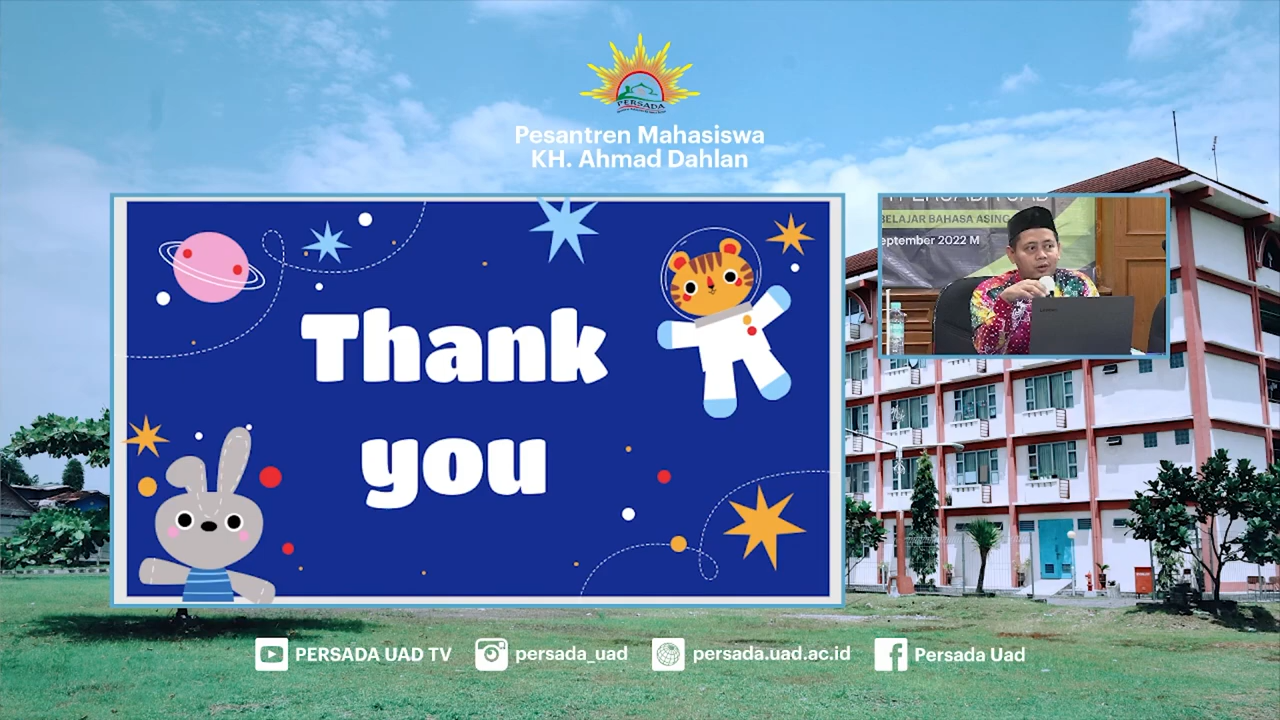 PERSADA
Pesantren Mahasiswa
KH. Ahmad Dahlan
Thank
you
BELAJAR BAHASA ASING
eptember 2022 M
PERSADA UAD TV
persada_uad
persada.uad.ac.id
Persada Uad